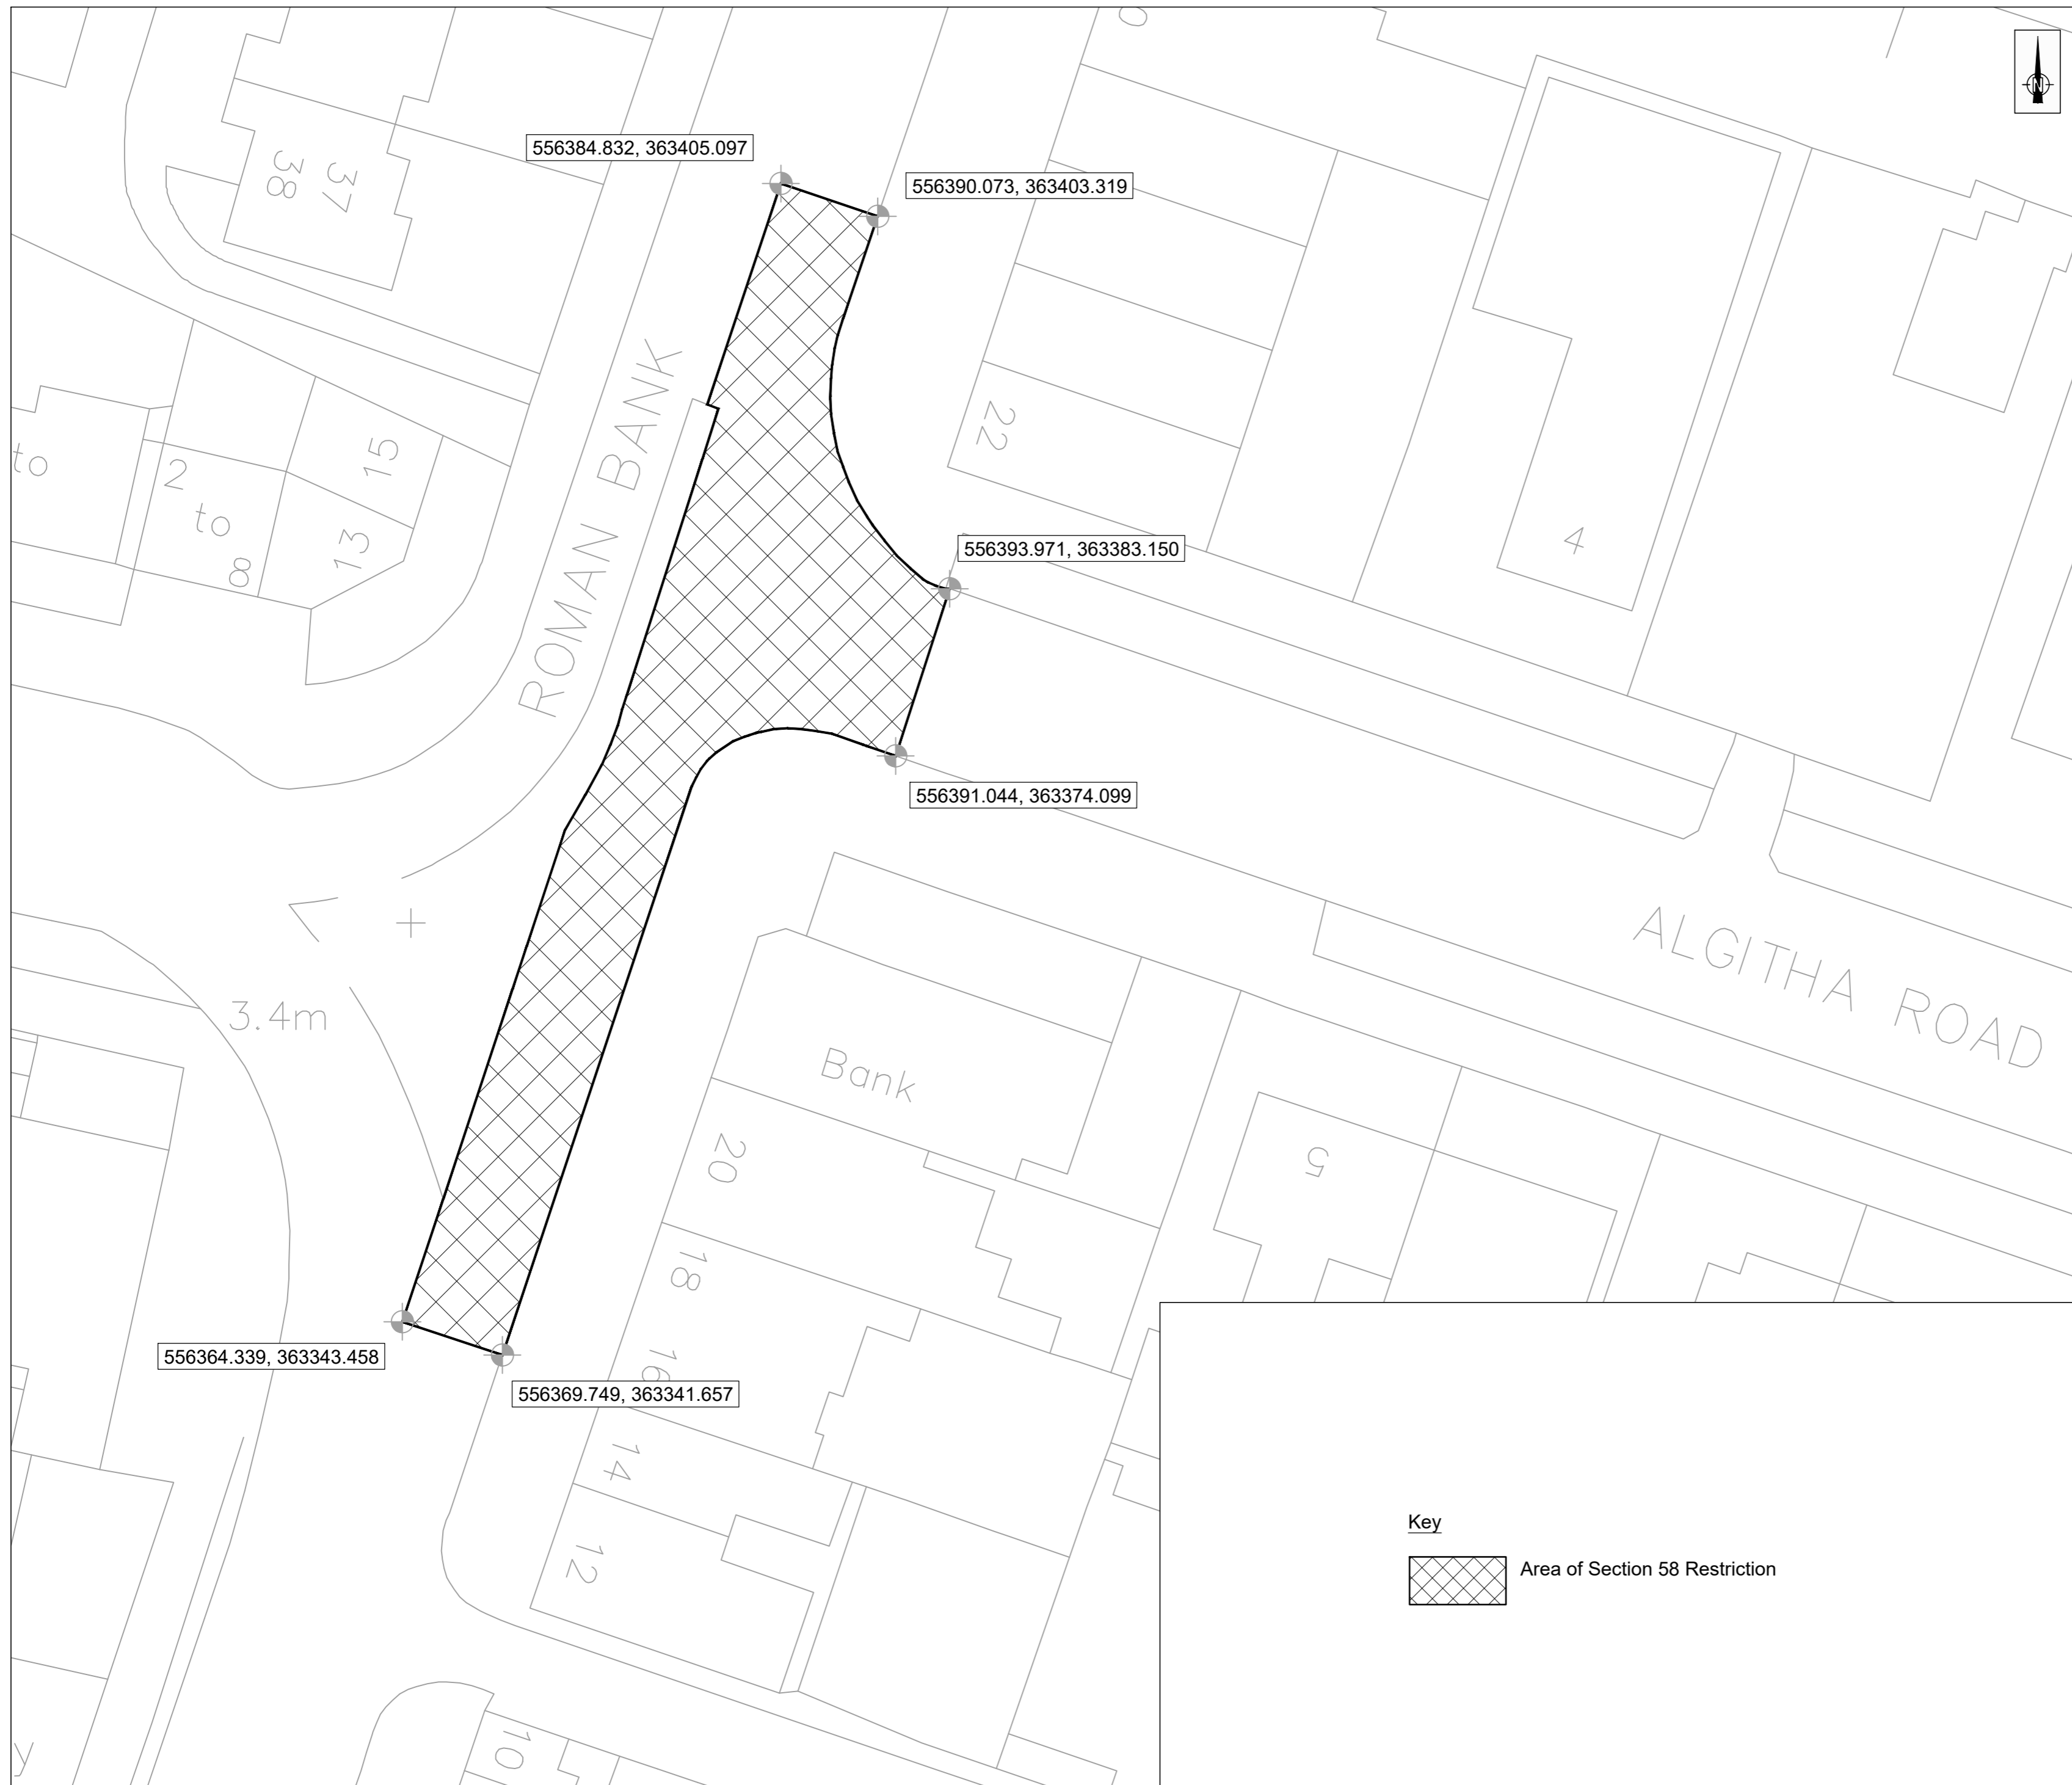 N
556384.832, 363405.097
556390.073, 363403.319
38
37
ROMAN BANK
22
15
to
2
to
8
13
4
556393.971, 363383.150
556391.044, 363374.099
ALGITHA ROAD
3.4m
Bank
20
5
18
16
556364.339, 363343.458
556369.749, 363341.657
14
12
10
y
Key
Area of Section 58 Restriction